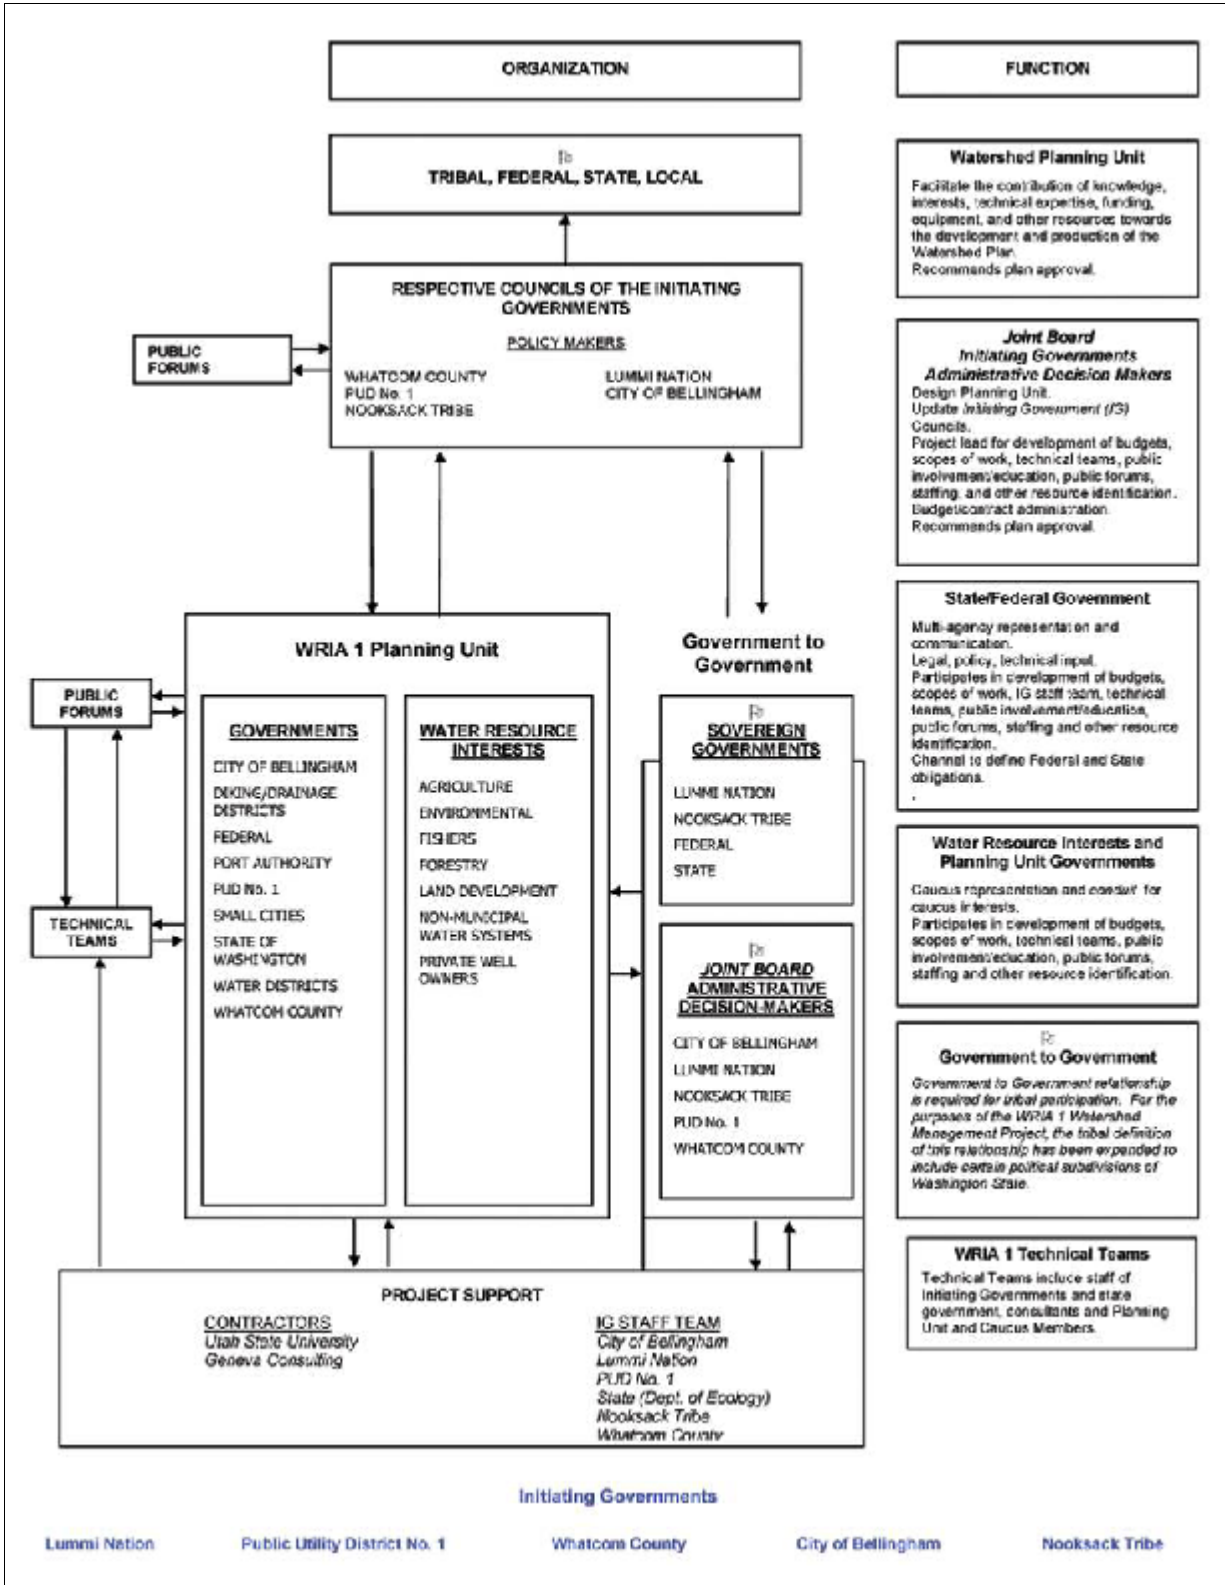 ORGANIZATION
TRIBAL, FEDERAL, STATE, LOCAL
RESPECTIVE COUNCILS OF THE INITIATING
GOVERNMENTS
POLICY MAKERS
WHATCOM COUNTY
PUD No. 1
NOOKSACK TRIBE
LUMMI NATION
CITY OF BELLINGHAM
PUBLIC
FORUMS
WRIA 1 Planning Unit
GOVERNMENTS
CITY OF BELLINGHAM
DIKING/DRAINAGE
DISTRICTS
FEDERAL
PORT AUTHORITY
PUD No. 1
SMALL CITIES
STATE OF
WASHINGTON
WATER DISTRICTS
WHATCOM COUNTY
WATER RESOURCE
INTERESTS
AGRICULTURE
ENVIRONMENTAL
FISHERS
FORESTRY
LAND DEVELOPMENT
NON-MUNICIPAL
WATER SYSTEMS
PRIVATE WELL
OWNERS
PUBLIC
FORUMS
TECHNICAL
TEAMS
Government to
Government
SOVEREIGN
GOVERNMENTS
LUMMI NATION
NOOKSACK TRIBE
FEDERAL
STATE
JOINT BOARD
ADMINISTRATIVE
DECISION-MAKERS
CITY OF BELLINGHAM
LUMMI NATION
NOOKSACK TRIBE
PUD No. 1
WHATCOM COUNTY
PROJECT SUPPORT
CONTRACTORS
Utah State University
Geneva Consulting
IG STAFF TEAM
City of Bellingham
Lummi Nation
PUD No. 1
State (Dept. of Ecology)
Nooksack Tribe
Whatcom County
FUNCTION
Watershed Planning Unit
Facilitate the contribution of knowledge,
interests, technical expertise, funding,
equipment, and other resources towards
the development and production of the
Watershed Plan.
Recommends plan approval.
Joint Board
Initiating Governments
Administrative Decision Makers
Design Planning Unit.
Update Initiating Government (IG)
Councils.
Project lead for development of budgets,
scopes of work, technical teams, public
involvement/education, public forums,
staffing, and other resource identification.
Budget/contract administration.
Recommends plan approval.
State/Federal Government
Multi-agency representation and
communication.
Legal, policy, technical input.
Participates in development of budgets,
scopes of work, IG staff team, technical
teams, public involvement/education,
public forums, staffing and other resource
identification.
Channel to define Federal and State
obligations.
.
Water Resource Interests and
Planning Unit Governments
Caucus representation and conduit for
caucus interests.
Participates in development of budgets,
scopes of work, technical teams, public
involvement/education, public forums,
staffing and other resource identification.
Government to Government
Government to Government relationship
is required for tribal participation. For the
purposes of the WRIA 1 Watershed
Management Project, the tribal definition
of this relationship has been expanded to
include certain political subdivisions of
Washington State.
WRIA 1 Technical Teams
Technical Teams include staff of
Initiating Governments and state
government, consultants and Planning
Unit and Caucus Members.
Initiating Governments
Lummi Nation Public Utility District No. 1 Whatcom County City of Bellingham Nooksack Tribe